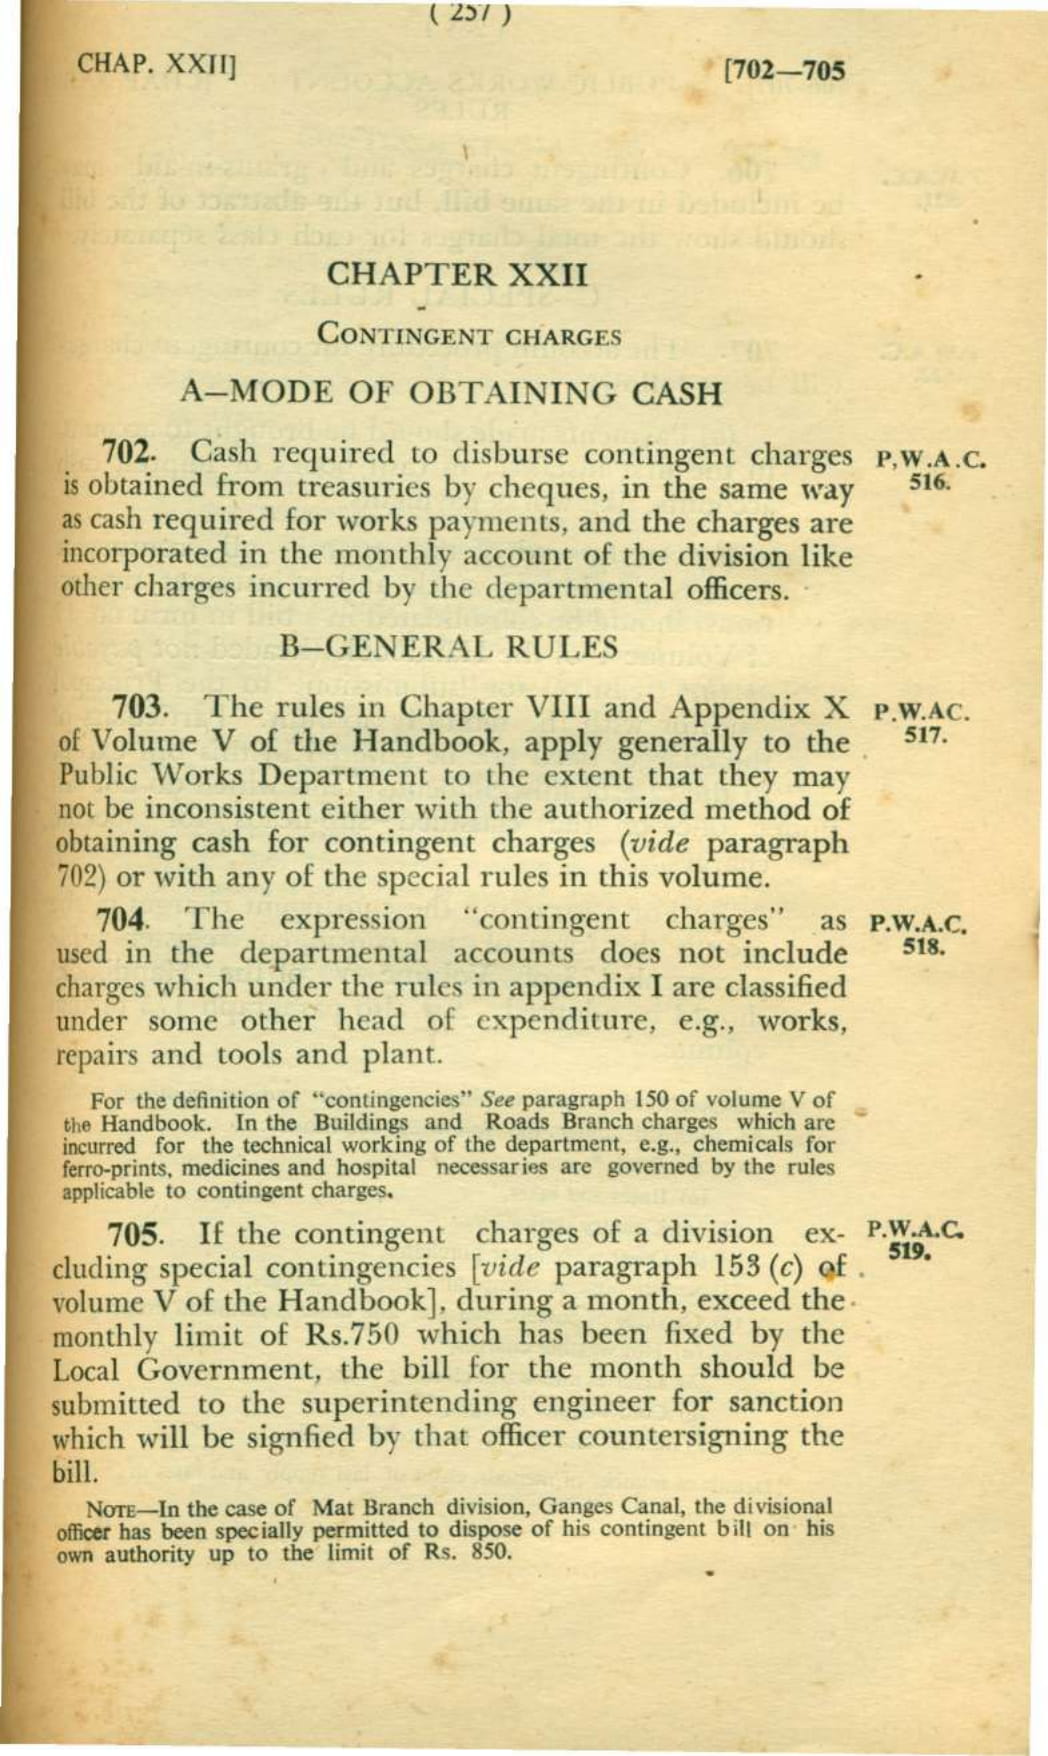 ( 257 )
CHAP. XXII]
[702—705
CHAPTER XXII
CONTINGENT CHARGES
A—MODE OF OBTAINING CASH
702. Cash required to disburse contingent charges
P.W.A.C.
516.
is obtained from treasuries by cheques, in the same way
as cash required for works payments, and the charges are
incorporated in the monthly account of the division like
other charges incurred by the departmental officers.
B—GENERAL RULES
703. The rules in Chapter VIII and Appendix X
P.W.AC.
517.
of Volume V of the Handbook, apply generally to the
Public Works Department to the extent that they may
not be inconsistent either with the authorized method of
obtaining cash for contingent charges (vide paragraph
702) or with any of the special rules in this volume.
704. The expression “contingent charges” as
P.W.A.C.
518.
used in the departmental accounts does not include
charges which under the rules in appendix I are classified
under some other head of expenditure, e.g., works,
repairs and tools and plant.
For the definition of “contingencies” See paragraph 150 of volume V of
the Handbook. In the Buildings and Roads Branch charges which are
incurred for the technical working of the department, e.g., chemicals for
ferro-prints, medicines and hospital necessaries are governed by the rules
applicable to contingent charges.
705. If the contingent charges of a division ex-
P.W.A.C.
519.
cluding special contingencies [vide paragraph 153 (c) of
volume V of the Handbook], during a month, exceed the
monthly limit of Rs.750 which has been fixed by the
Local Government, the bill for the month should be
submitted to the superintending engineer for sanction
which will be signfied by that officer countersigning the
bill.
NOTE—In the case of Mat Branch division, Ganges Canal, the divisional
officer has been specially permitted to dispose of his contingent bill on his
own authority up to the limit of Rs. 850.